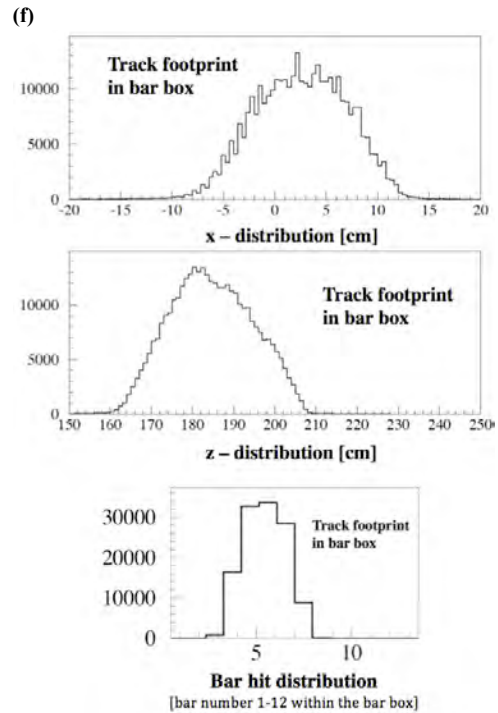 (f)
Track footprint
in bar box
10000
5000
0
-20 -15 -10 -5 0 5 10 15 20
x – distribution [cm]
10000
5000
0
Track footprint
in bar box
150 160 170 180 190 200 210 220 230 240 250
z – distribution [cm]
30000
20000
10000
0
Track footprint
in bar box
5 10
Bar hit distribution
[bar number 1-12 within the bar box]